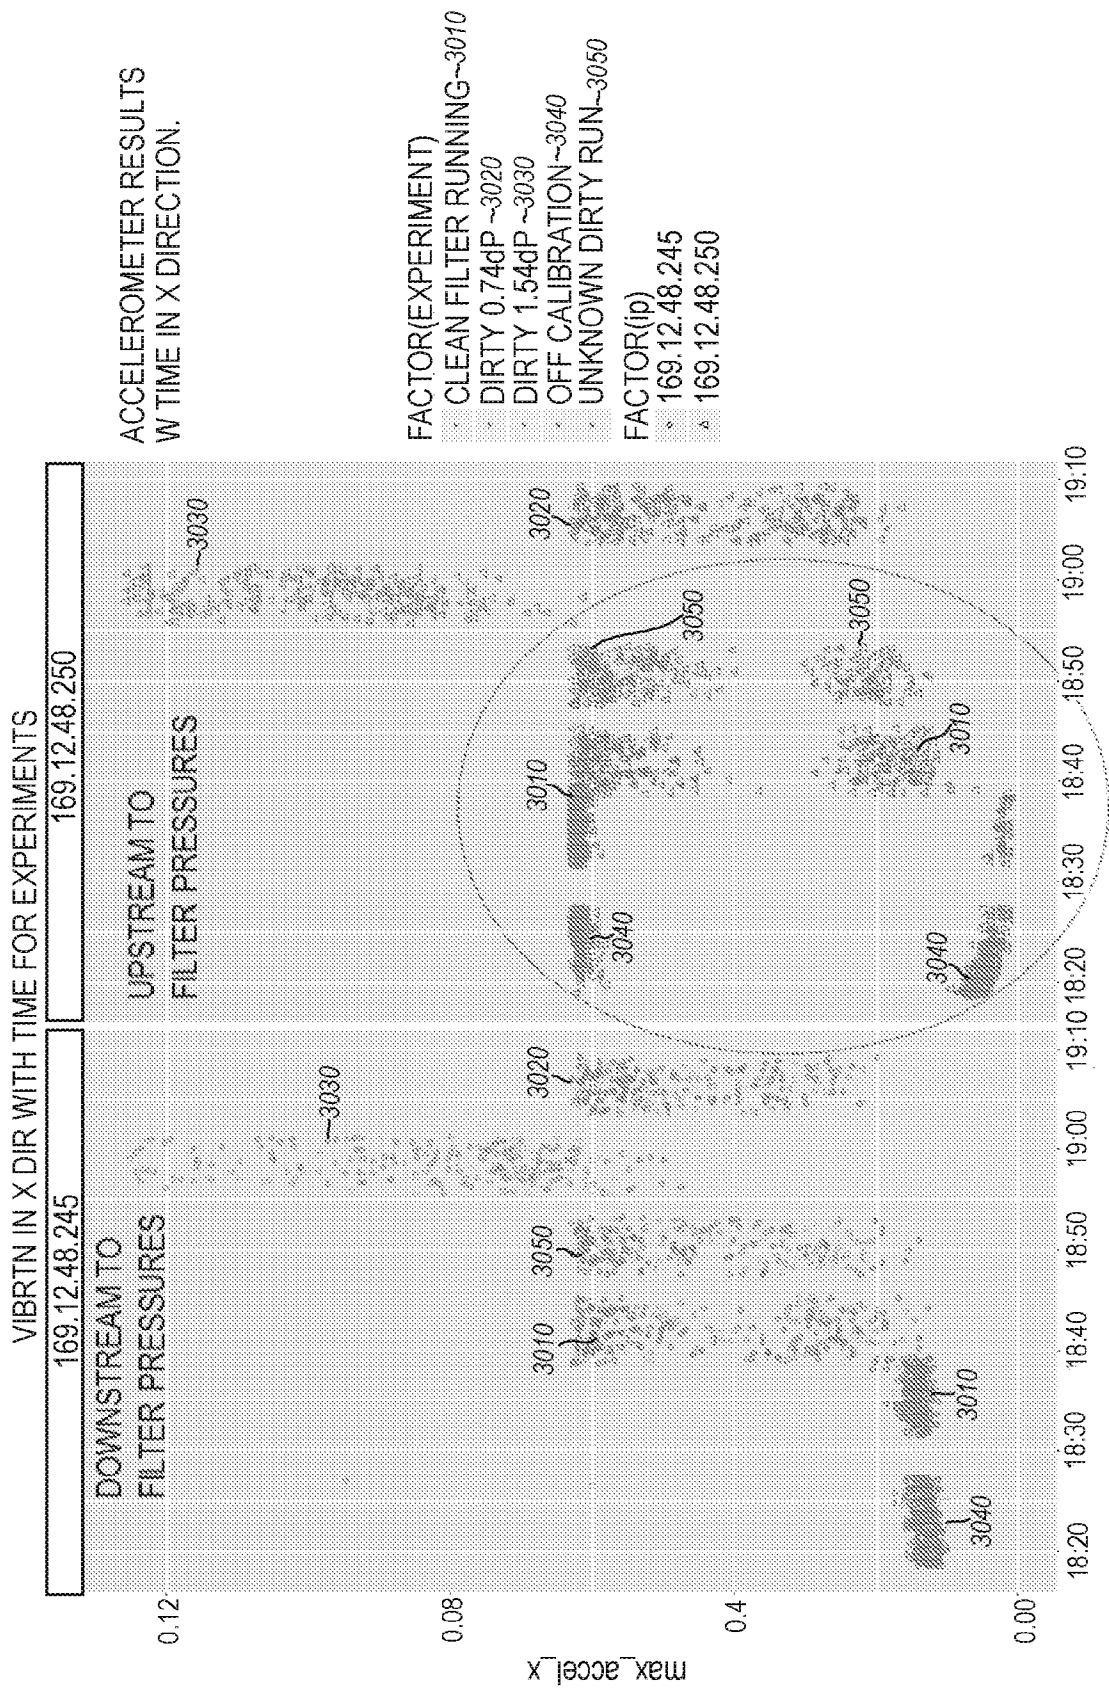 VIBRTN IN X DIR WITH TIME FOR EXPERIMENTS
169.12.48.245
169.12.48.250
DOWNSTREAM TO
FILTER PRESSURES
UPSTREAM TO
FILTER PRESSURES
max_accel_x
0.12
0.08
0.4
0.00
3040
3010
3010
3050
3030
3020
3040
3040
3010
3010
3050
3050
3030
3020
18:20
18:30
18:40
18:50
19:00
19:10
18:20
18:30
18:40
18:50
19:00
19:10
ACCELEROMETER RESULTS
W TIME IN X DIRECTION.
FACTOR(EXPERIMENT)
CLEAN FILTER RUNNING~3010
DIRTY 0.74dP ~3020
DIRTY 1.54dP ~3030
OFF CALIBRATION~3040
UNKNOWN DIRTY RUN~3050
FACTOR(ip)
169.12.48.245
169.12.48.250